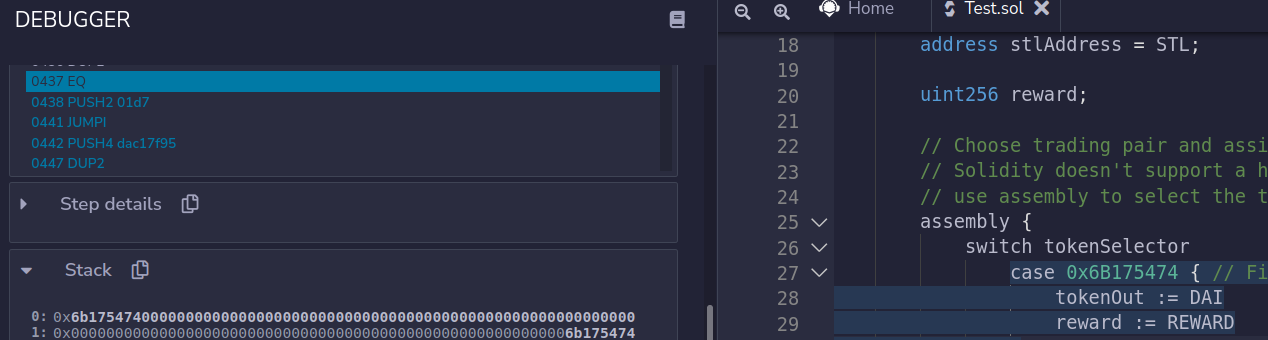 DEBUGGER
0437 EQ
0438 PUSH2 01d7
0441 JUMPI
0442 PUSH4 dac17f95
0447 DUP2
Step details
Stack
0: 0x6b17547400000000000000000000000000000000000000000000000000000000
1: 0x000000000000000000000000000000000000000000000000000000006b175474
Home
Test.sol
18 address stlAddress = STL;
19
20 uint256 reward;
21
22 // Choose trading pair and assi
23 // Solidity doesn't support a h
24 // use assembly to select the t
25 assembly {
26 switch tokenSelector
27 case 0x6B175474 { // Fi
28 tokenOut := DAI
29 reward := REWARD